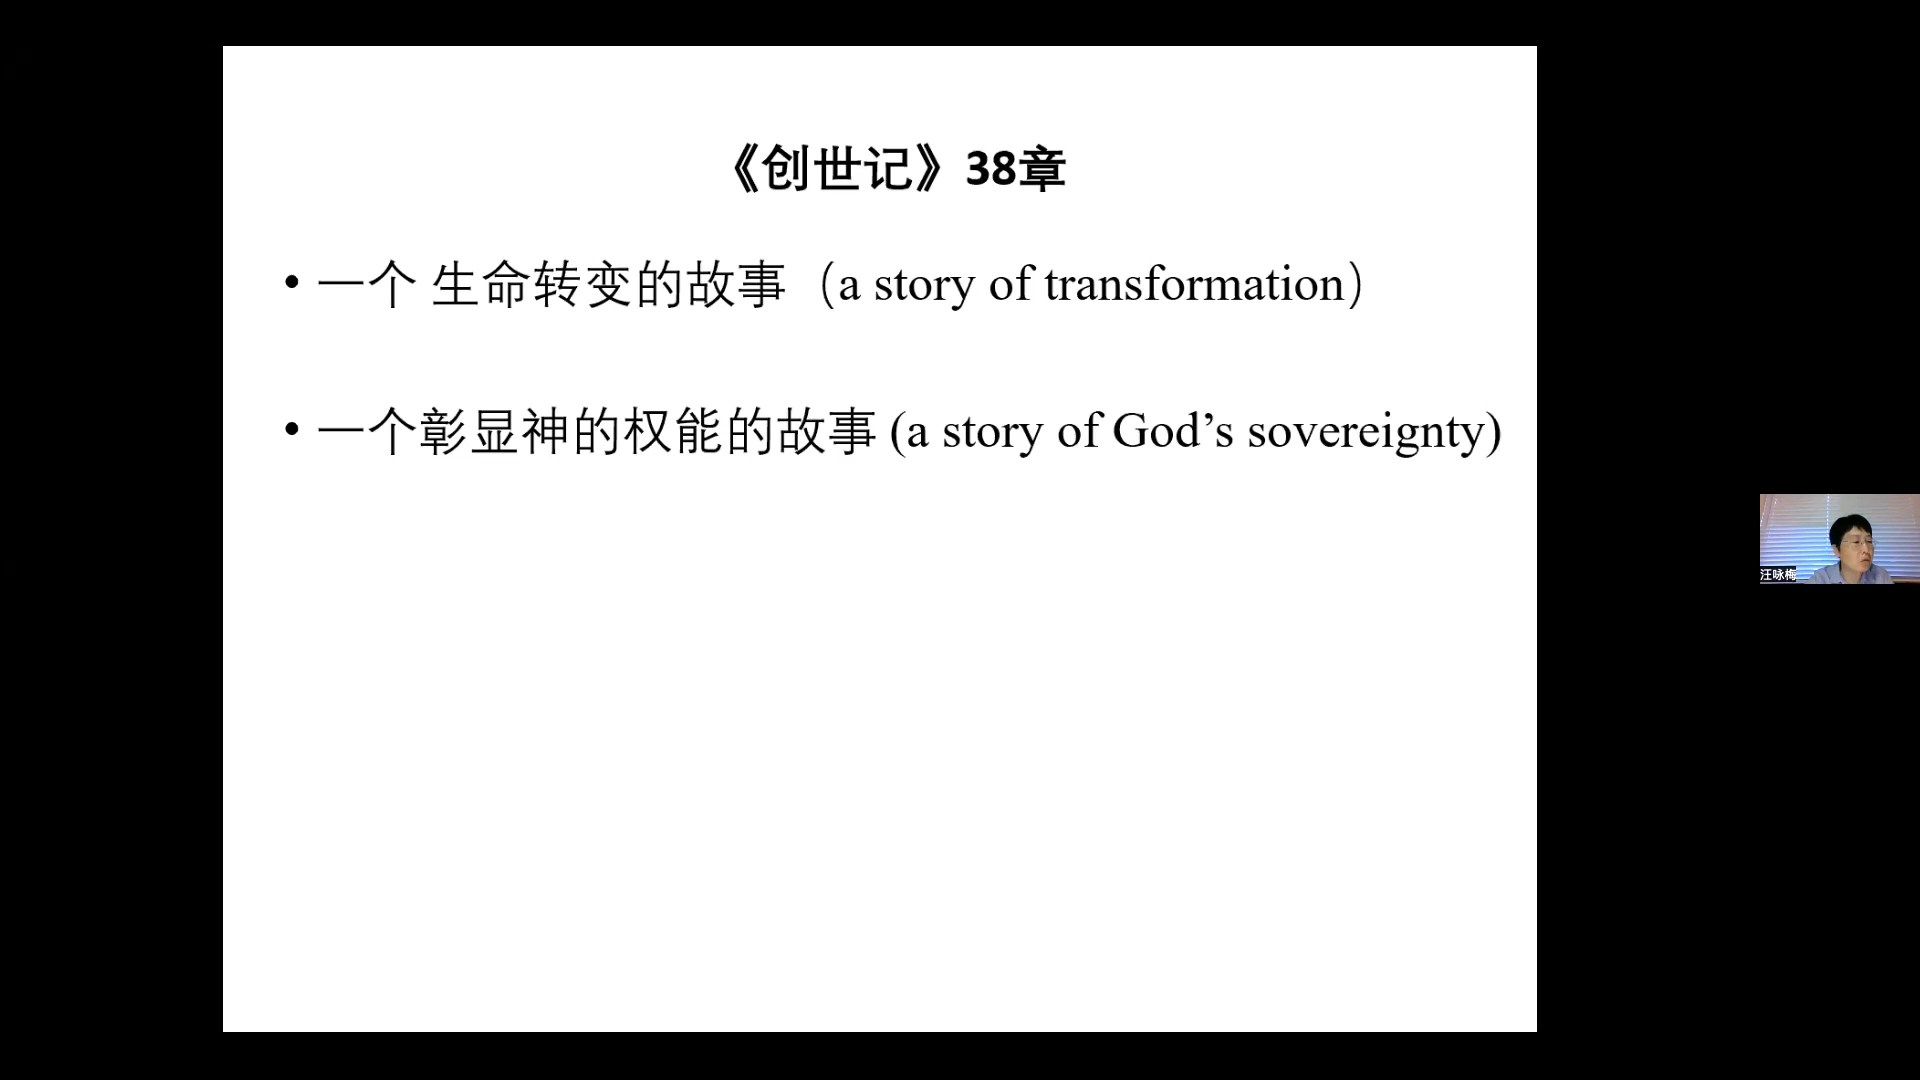 《创世记》38章
• 一个 生命转变的故事（a story of transformation）
• 一个彰显神的权能的故事 (a story of God’s sovereignty)
汪咏梅